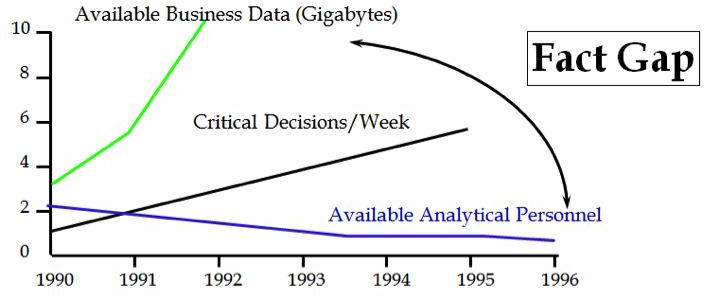 Available Business Data (Gigabytes)
Fact Gap
Critical Decisions/Week
Available Analytical Personnel
10
8
6
4
2
0
1990 1991 1992 1993 1994 1995 1996